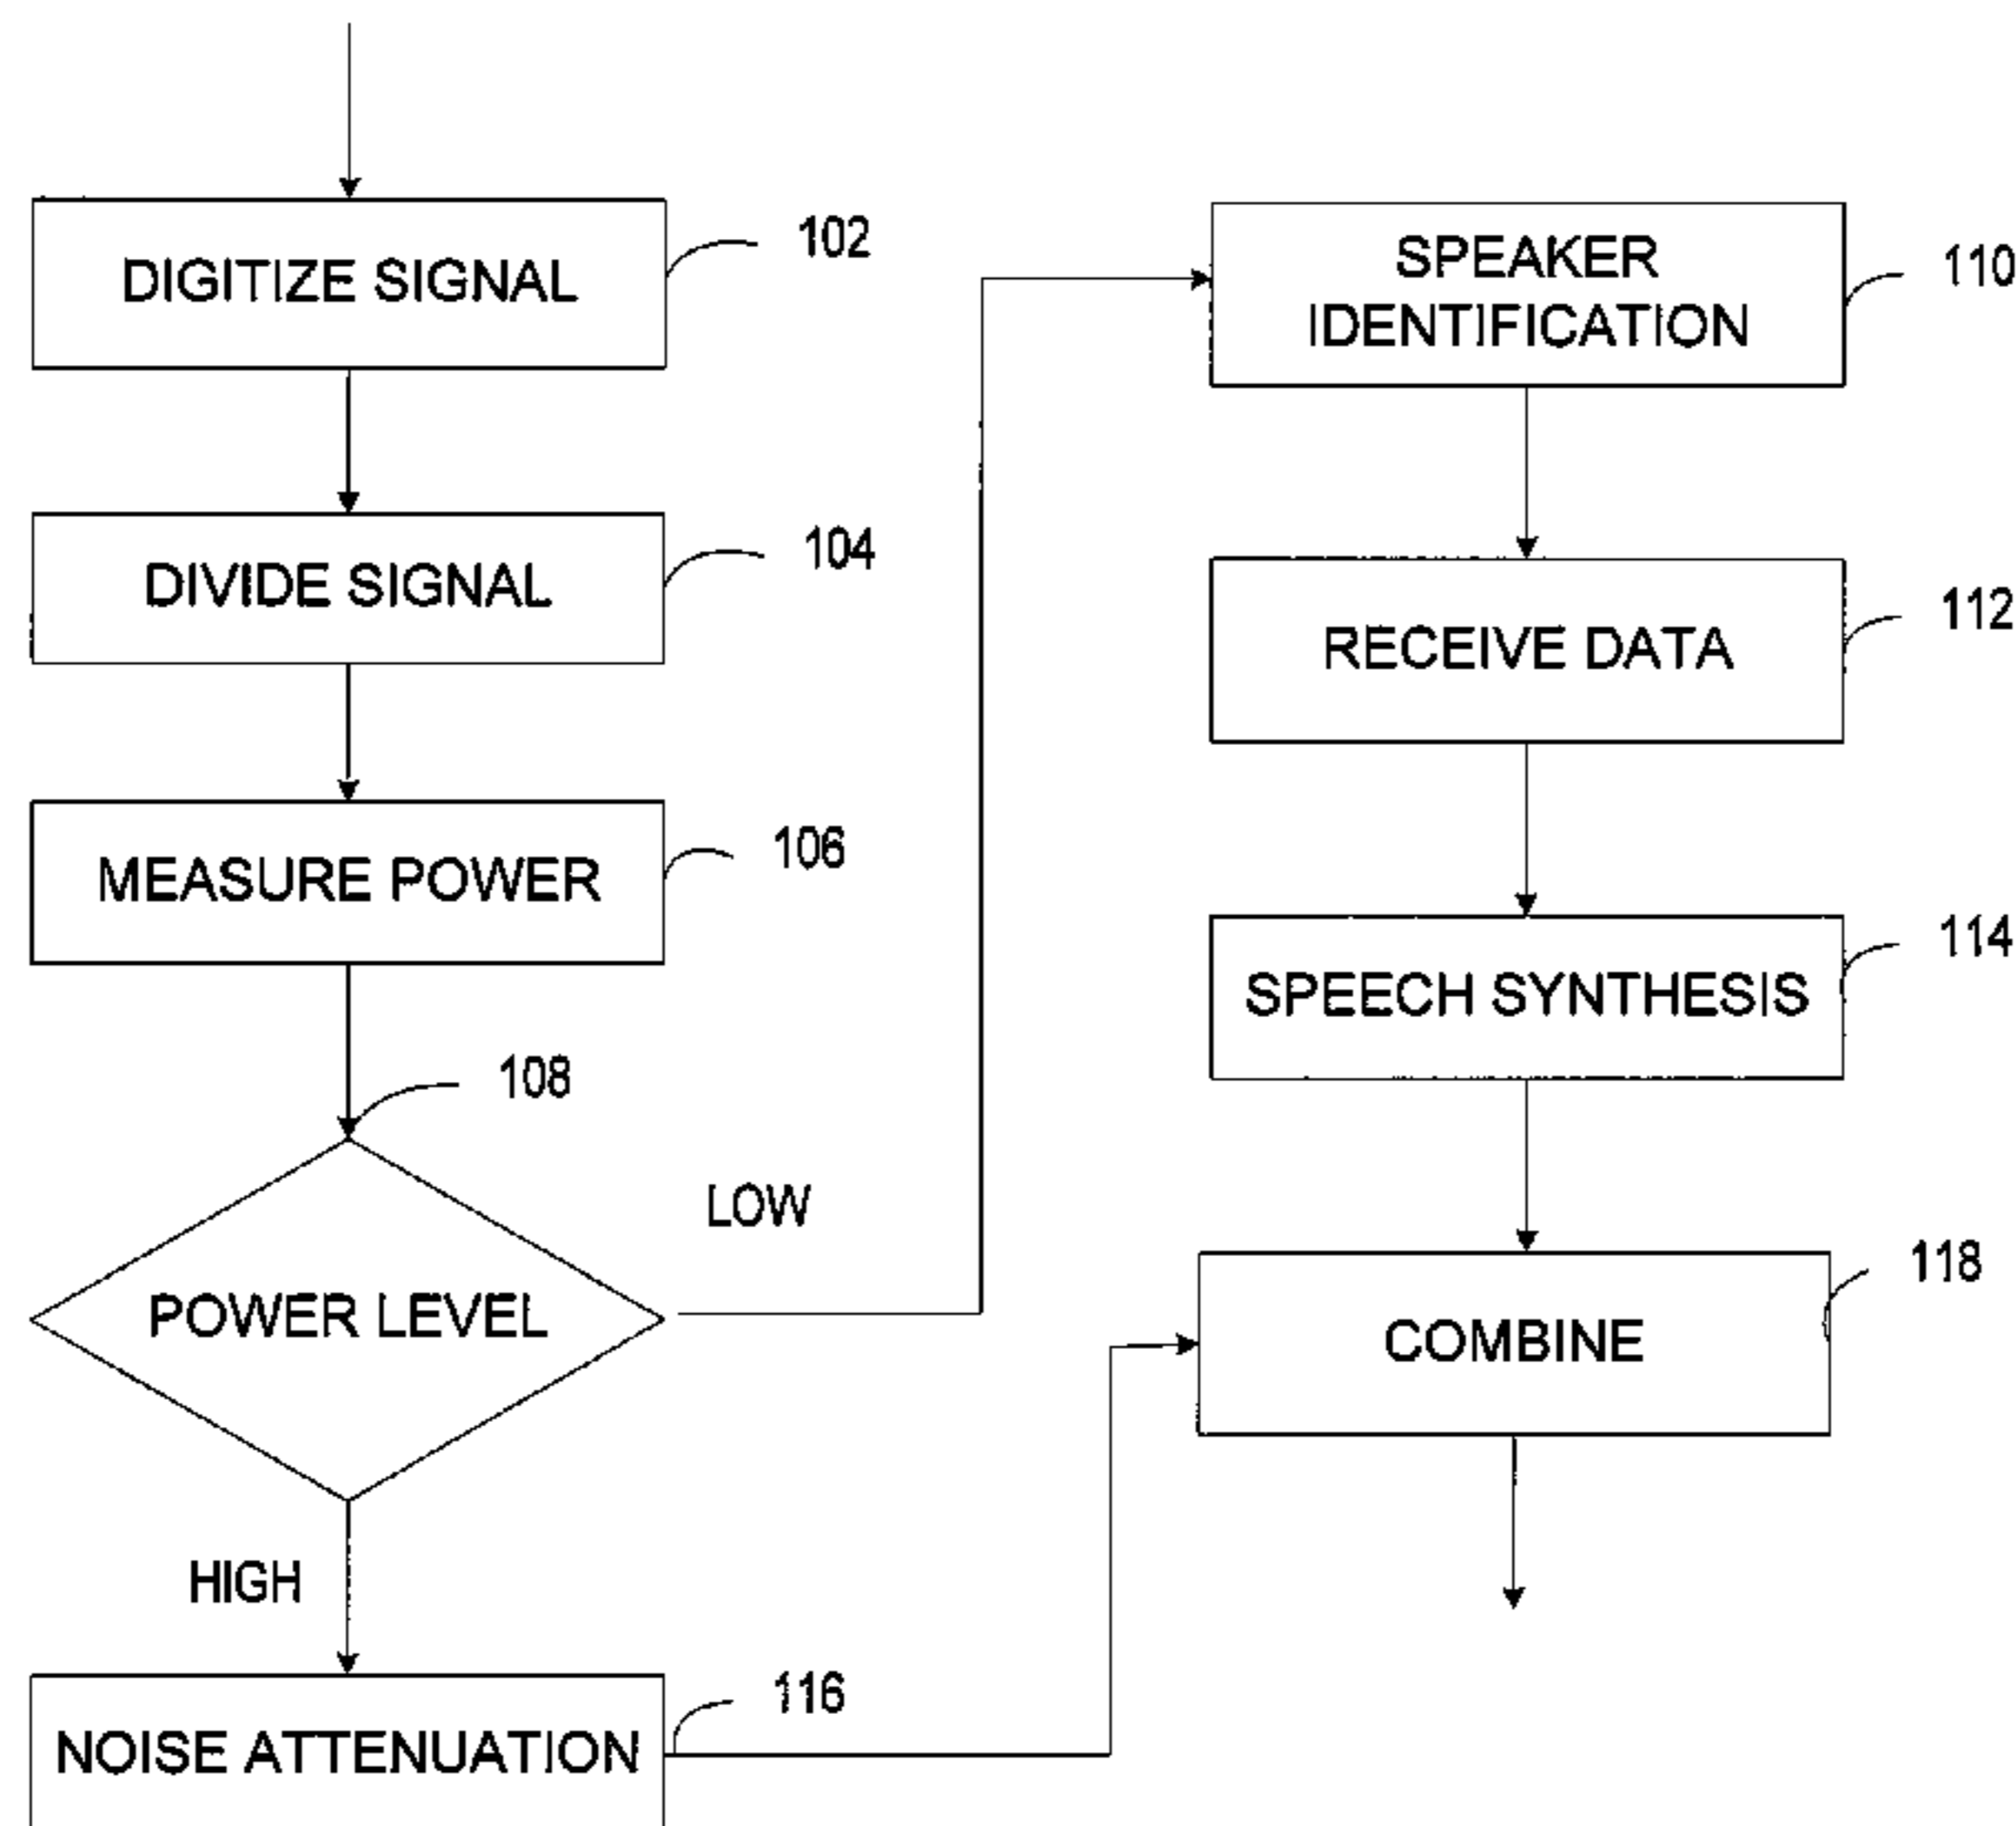 DIGITIZE SIGNAL
102
DIVIDE SIGNAL
104
MEASURE POWER
106
108
POWER LEVEL
LOW
HIGH
NOISE ATTENUATION
116
SPEAKER
IDENTIFICATION
110
RECEIVE DATA
112
SPEECH SYNTHESIS
114
COMBINE
118